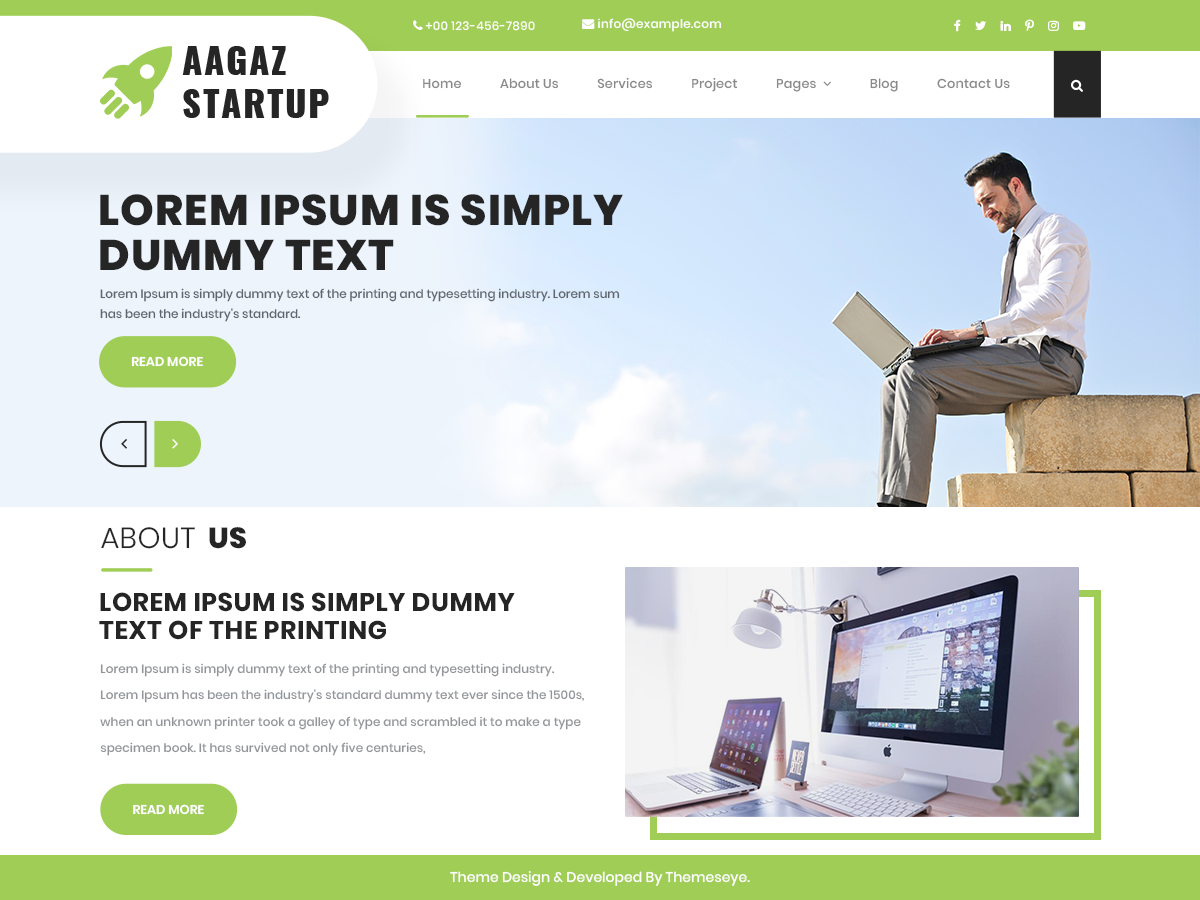 +00 123-456-7890
info@example.com
AAGAZ
STARTUP
Home
About Us
Services
Project
Pages
Blog
Contact Us
LOREM IPSUM IS SIMPLY
DUMMY TEXT
Lorem Ipsum is simply dummy text of the printing and typesetting industry. Lorem sum
has been the industry's standard.
READ MORE
ABOUT US
LOREM IPSUM IS SIMPLY DUMMY
TEXT OF THE PRINTING
Lorem Ipsum is simply dummy text of the printing and typesetting industry.
Lorem Ipsum has been the industry's standard dummy text ever since the 1500s,
when an unknown printer took a galley of type and scrambled it to make a type
specimen book. It has survived not only five centuries,
READ MORE
Theme Design & Developed By Themeseye.